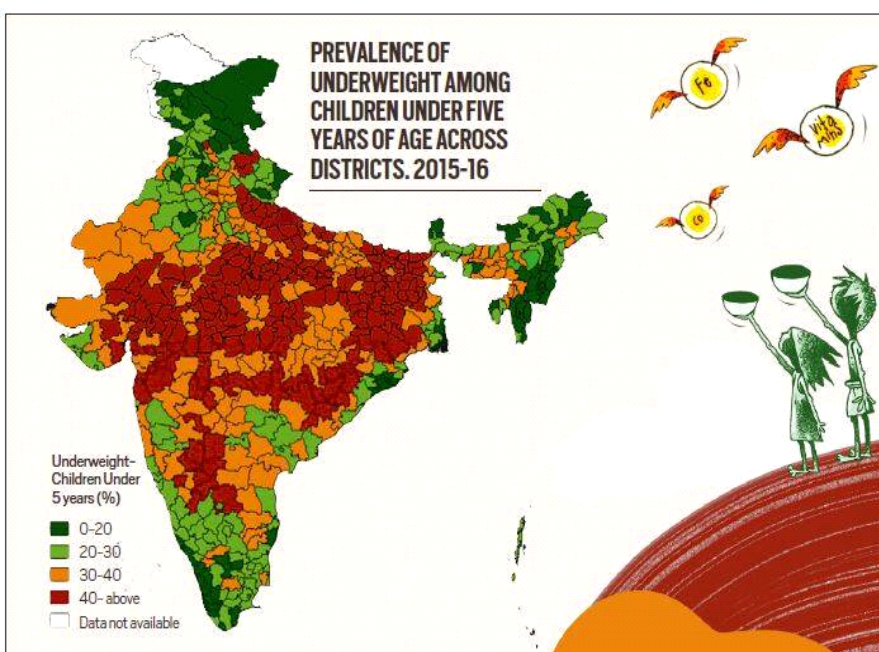 PREVALENCE OF
UNDERWEIGHT AMONG
CHILDREN UNDER FIVE
YEARS OF AGE ACROSS
DISTRICTS. 2015-16
Fe
Vita
Mins
CO
Underweight-
Children Under
5 years (%)
0-20
20-30
30-40
40- above
Data not available